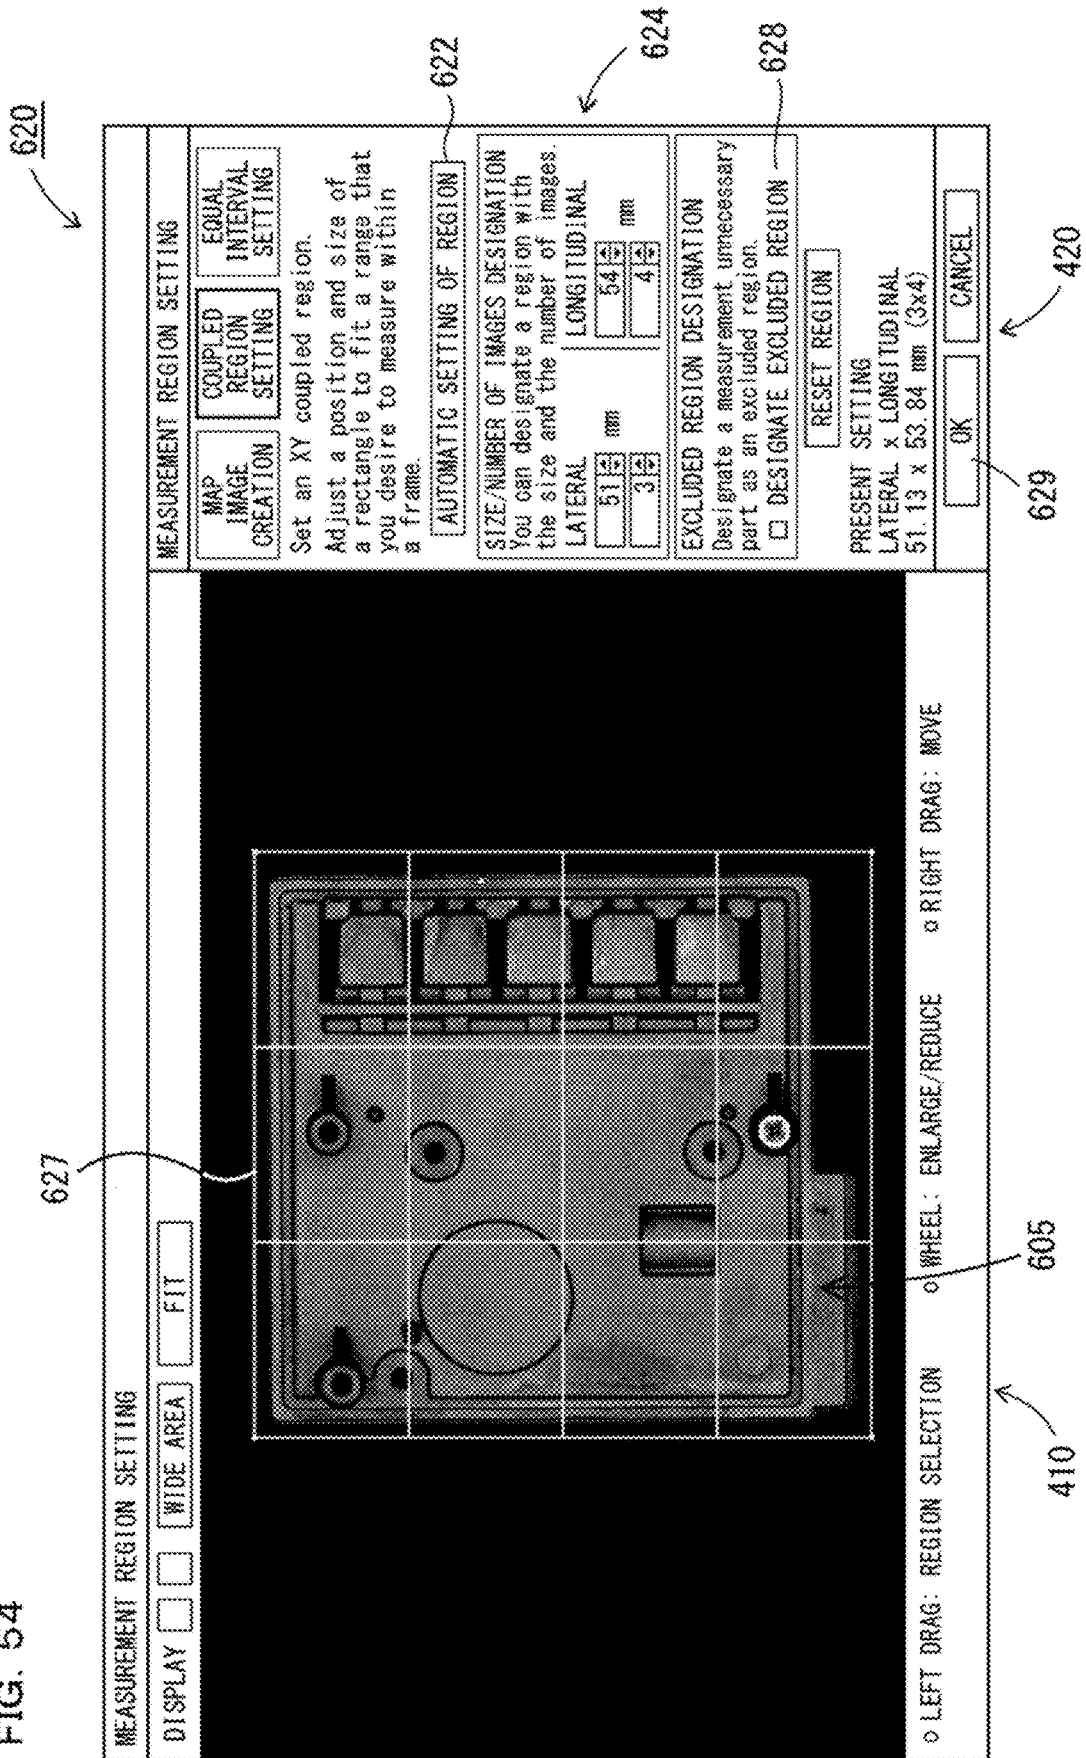 FIG. 54
620
MEASUREMENT REGION SETTING
DISPLAY
WIDE AREA
FIT
627
LEFT DRAG: REGION SELECTION
WHEEL: ENLARGE/REDUCE
RIGHT DRAG: MOVE
605
410
MEASUREMENT REGION SETTING
MAP IMAGE CREATION
COUPLED REGION SETTING
EQUAL INTERVAL SETTING
Set an XY coupled region.
Adjust a position and size of
a rectangle to fit a range that
you desire to measure within
a frame.
AUTOMATIC SETTING OF REGION
622
SIZE/NUMBER OF IMAGES DESIGNATION
You can designate a region with
the size and the number of images.
LATERAL LONGITUDINAL
51 mm 54 mm
3 4
624
EXCLUDED REGION DESIGNATION
Designate a measurement unnecessary
part as an excluded region.
DESIGNATE EXCLUDED REGION
628
RESET REGION
PRESENT SETTING
LATERAL x LONGITUDINAL
51.13 x 53.84 mm (3x4)
OK CANCEL
629
420